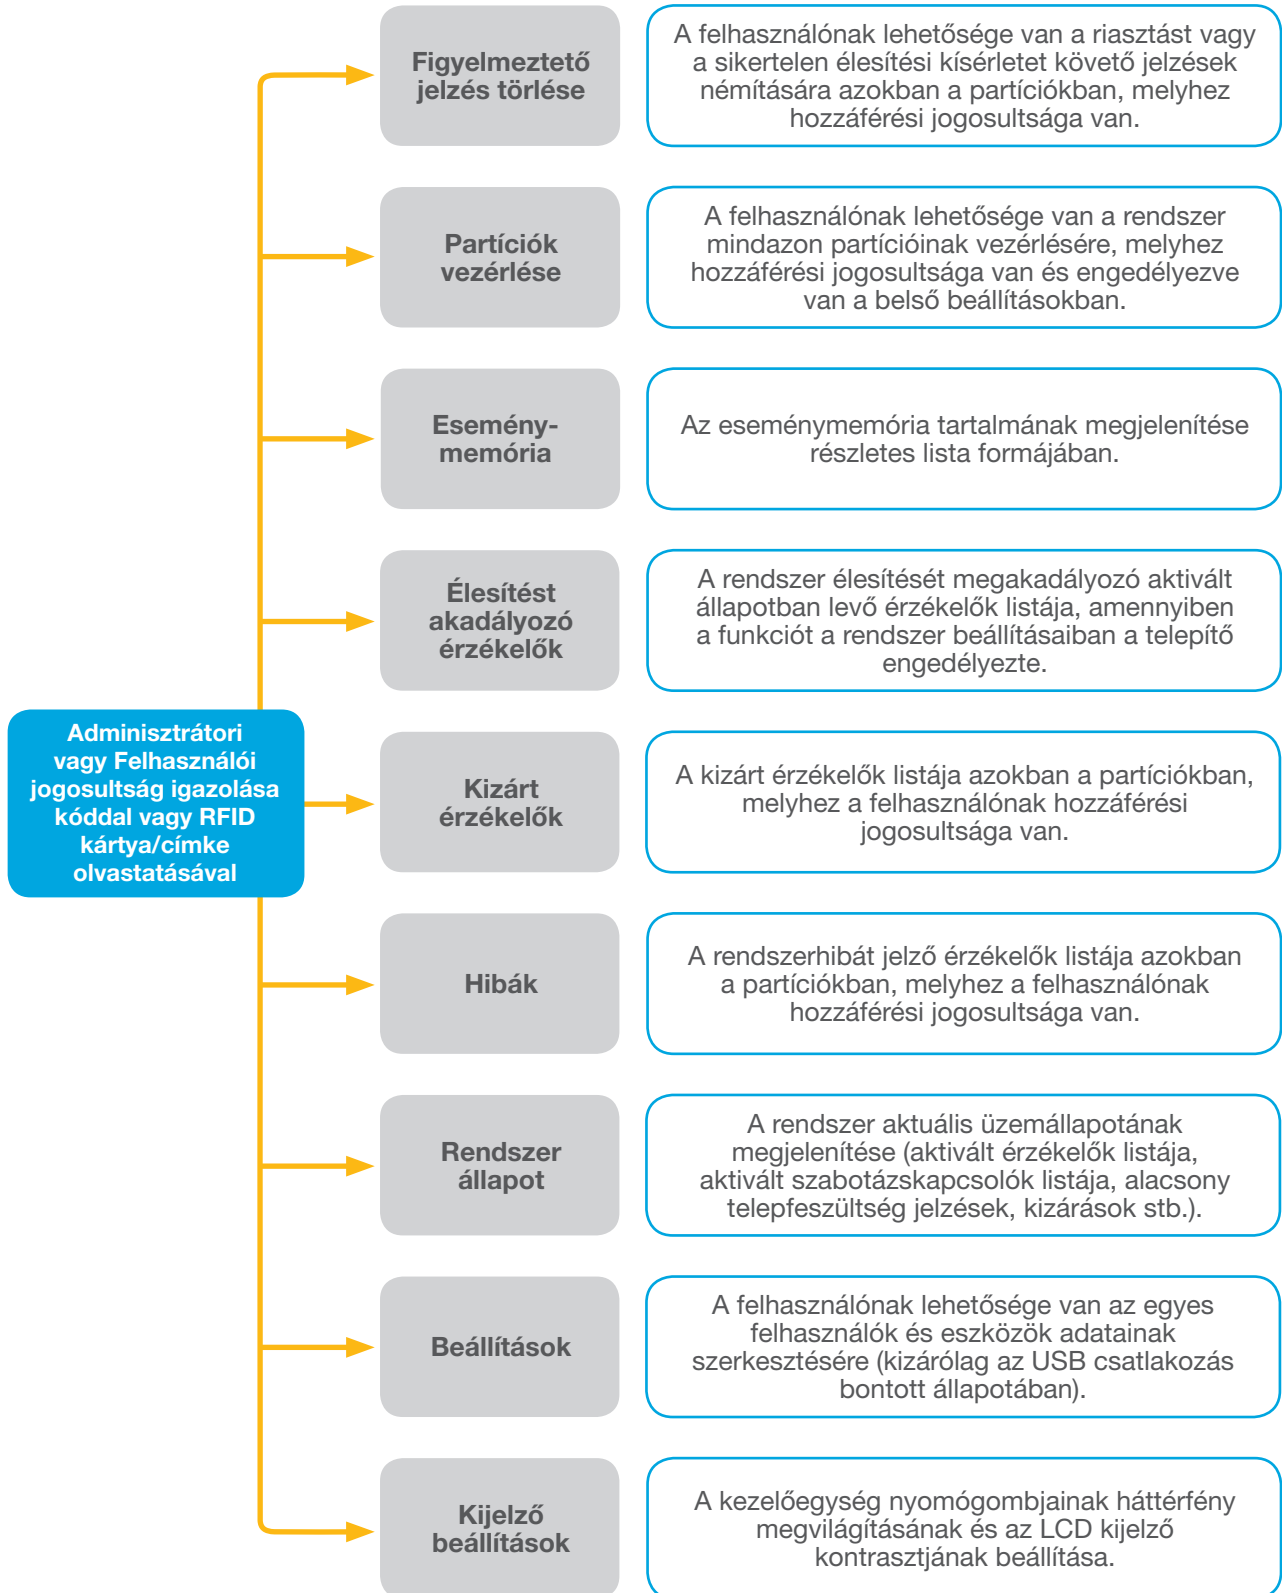 Figyelmeztető
jelzés törlése
A felhasználónak lehetősége van a riasztást vagy
a sikertelen élesítési kísérletet követő jelzések
némítására azokban a partíciókban, melyhez
hozzáférési jogosultsága van.
Partíciók
vezérlése
A felhasználónak lehetősége van a rendszer
mindazon partícióinak vezérlésére, melyhez
hozzáférési jogosultsága van és engedélyezve
van a belső beállításokban.
Esemény-
memória
Az eseménymemória tartalmának megjelenítése
részletes lista formájában.
Élesítést
akadályozó
érzékelők
A rendszer élesítését megakadályozó aktivált
állapotban levő érzékelők listája, amennyiben
a funkciót a rendszer beállításaiban a telepítő
engedélyezte.
Adminisztrátori
vagy Felhasználói
jogosultság igazolása
kóddal vagy RFID
kártya/címke
olvastatásával
Kizárt
érzékelők
A kizárt érzékelők listája azokban a partíciókban,
melyhez a felhasználónak hozzáférési
jogosultsága van.
Hibák
A rendszerhibát jelző érzékelők listája azokban
a partíciókban, melyhez a felhasználónak
hozzáférési jogosultsága van.
Rendszer
állapot
A rendszer aktuális üzemállapotának
megjelenítése (aktivált érzékelők listája,
aktivált szabotázskapcsolók listája, alacsony
telepfeszültség jelzések, kizárások stb.).
Beállítások
A felhasználónak lehetősége van az egyes
felhasználók és eszközök adatainak
szerkesztésére (kizárólag az USB csatlakozás
bontott állapotában).
Kijelző
beállítások
A kezelőegység nyomógombjainak háttérfény
megvilágításának és az LCD kijelző
kontrasztjának beállítása.